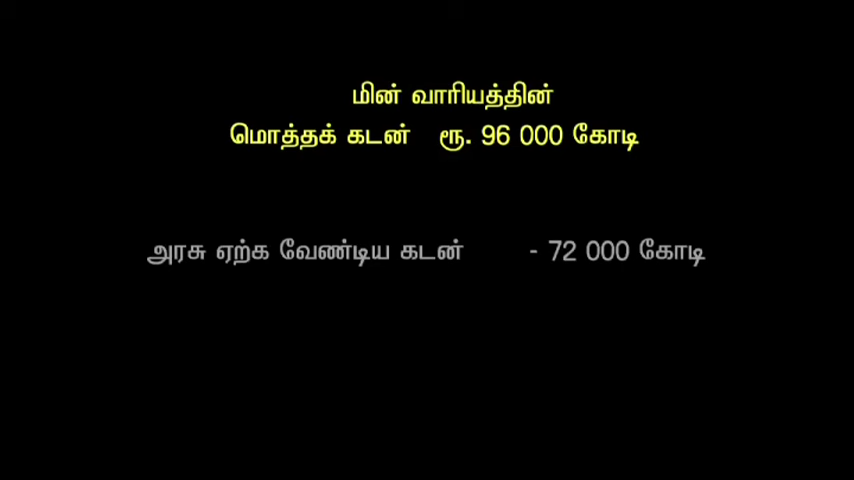 மின் வாரியத்தின்
மொத்தக் கடன் ரூ. 96 000 கோடி
அரசு ஏற்க வேண்டிய கடன் - 72 000 கோடி